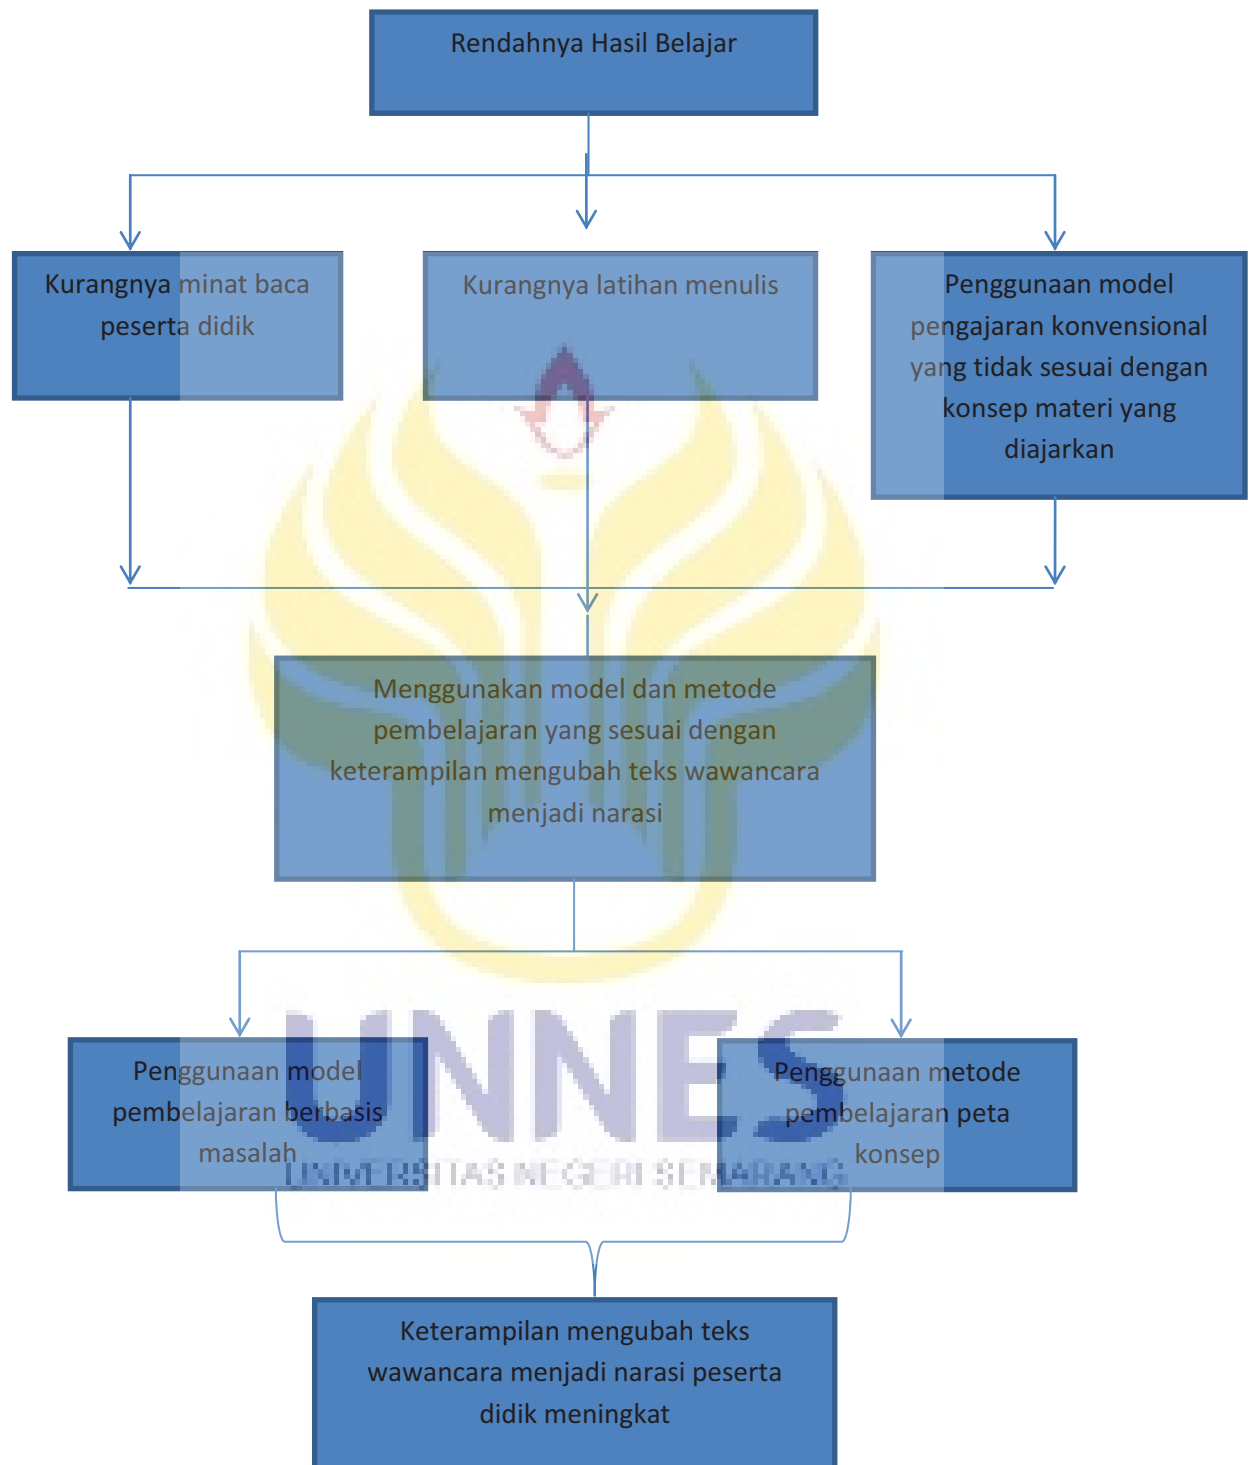 Rendahnya Hasil Belajar
Kurangnya minat baca
peserta didik
Kurangnya latihan menulis
Penggunaan model
pengajaran konvensional
yang tidak sesuai dengan
konsep materi yang
diajarkan
Menggunakan model dan metode
pembelajaran yang sesuai dengan
keterampilan mengubah teks wawancara
menjadi narasi
Penggunaan model
pembelajaran berbasis
masalah
Penggunaan metode
pembelajaran peta
konsep
UNNES
UNIVERSITAS NEGERI SEMARANG
Keterampilan mengubah teks
wawancara menjadi narasi peserta
didik meningkat